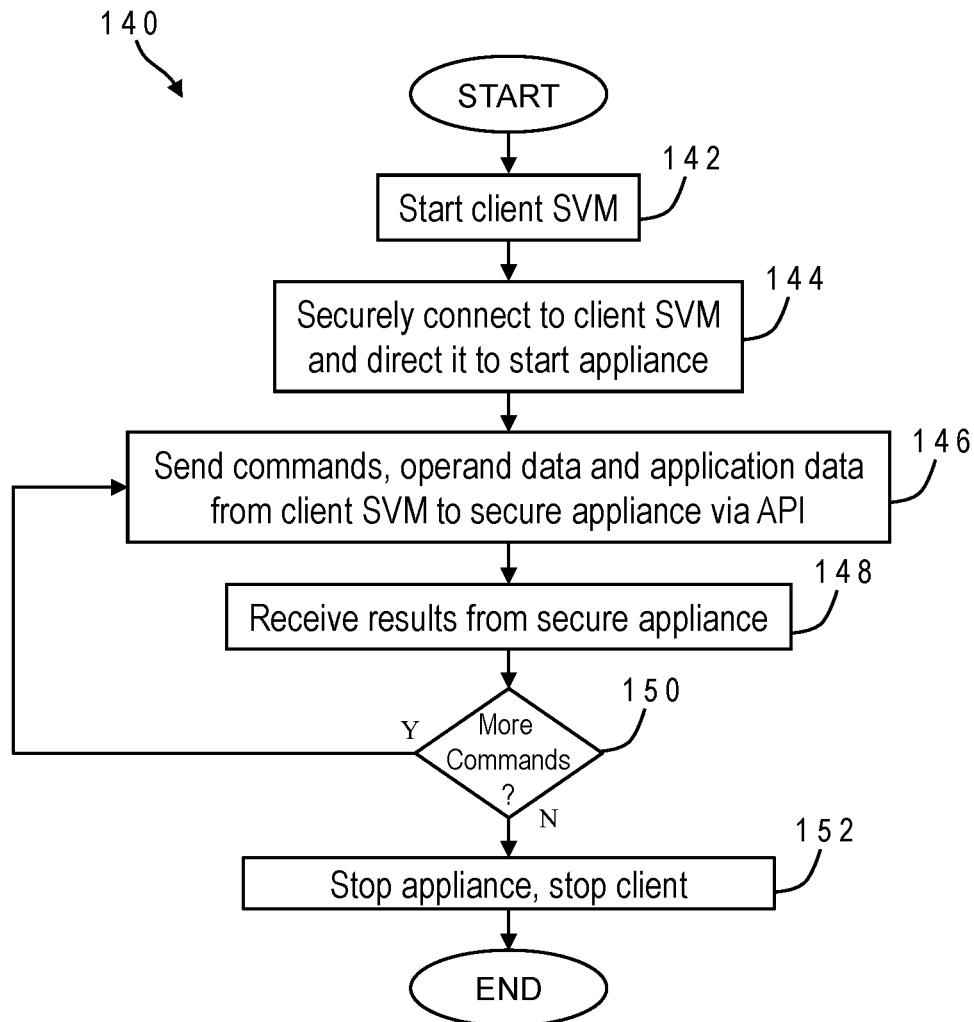 140
START
142
Start client SVM
144
Securely connect to client SVM
and direct it to start appliance
146
Send commands, operand data and application data
from client SVM to secure appliance via API
148
Receive results from secure appliance
150
Y
More
Commands
?
N
152
Stop appliance, stop client
END